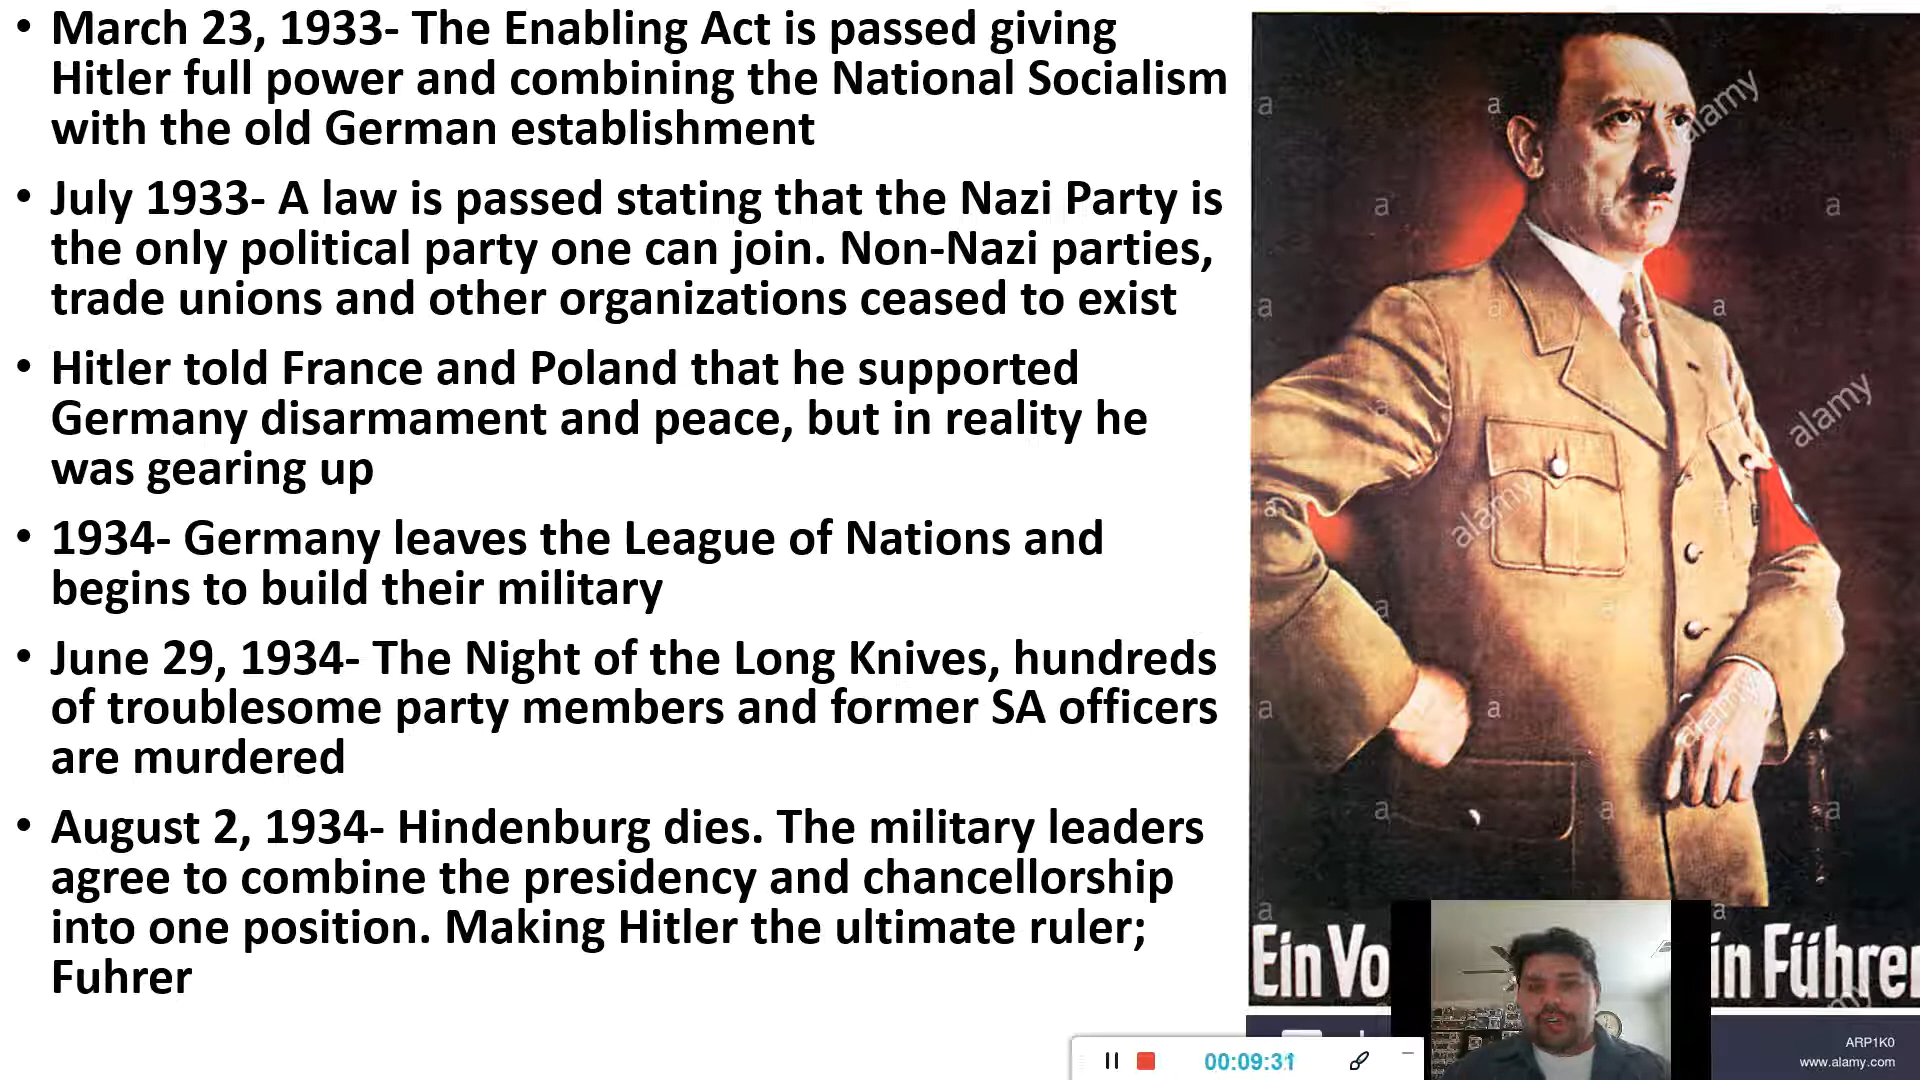 • March 23, 1933- The Enabling Act is passed giving
Hitler full power and combining the National Socialism
with the old German establishment
• July 1933- A law is passed stating that the Nazi Party is
the only political party one can join. Non-Nazi parties,
trade unions and other organizations ceased to exist
• Hitler told France and Poland that he supported
Germany disarmament and peace, but in reality he
was gearing up
• 1934- Germany leaves the League of Nations and
begins to build their military
• June 29, 1934- The Night of the Long Knives, hundreds
of troublesome party members and former SA officers
are murdered
• August 2, 1934- Hindenburg dies. The military leaders
agree to combine the presidency and chancellorship
into one position. Making Hitler the ultimate ruler;
Fuhrer
alamy
alamy
alamy
alamy
Ein Vo
in Führer
ARP1K0
www.alamy.com
00:09:31